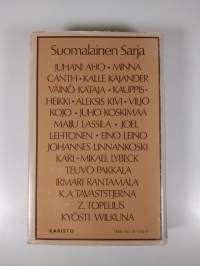 Suomalainen Sarja
JUHANI AHO • MINNA
CANTH • KALLE KAJANDER
VÄINÖ KATAJA • KAUPPIS-
HEIKKI • ALEKSIS KIVI • VILJO
KOJO • JUHO KOSKIMAA
MAIJU LASSILA • JOEL
LEHTONEN • EINO LEINO
JOHANNES LINNANKOSKI
KARL-MIKAEL LYBECK
TEUVO PAKKALA
IRMARI RANTAMALA
K.A.TAVASTSTJERNA
Z. TOPELIUS
KYÖSTI WILKUNA
KARISTO